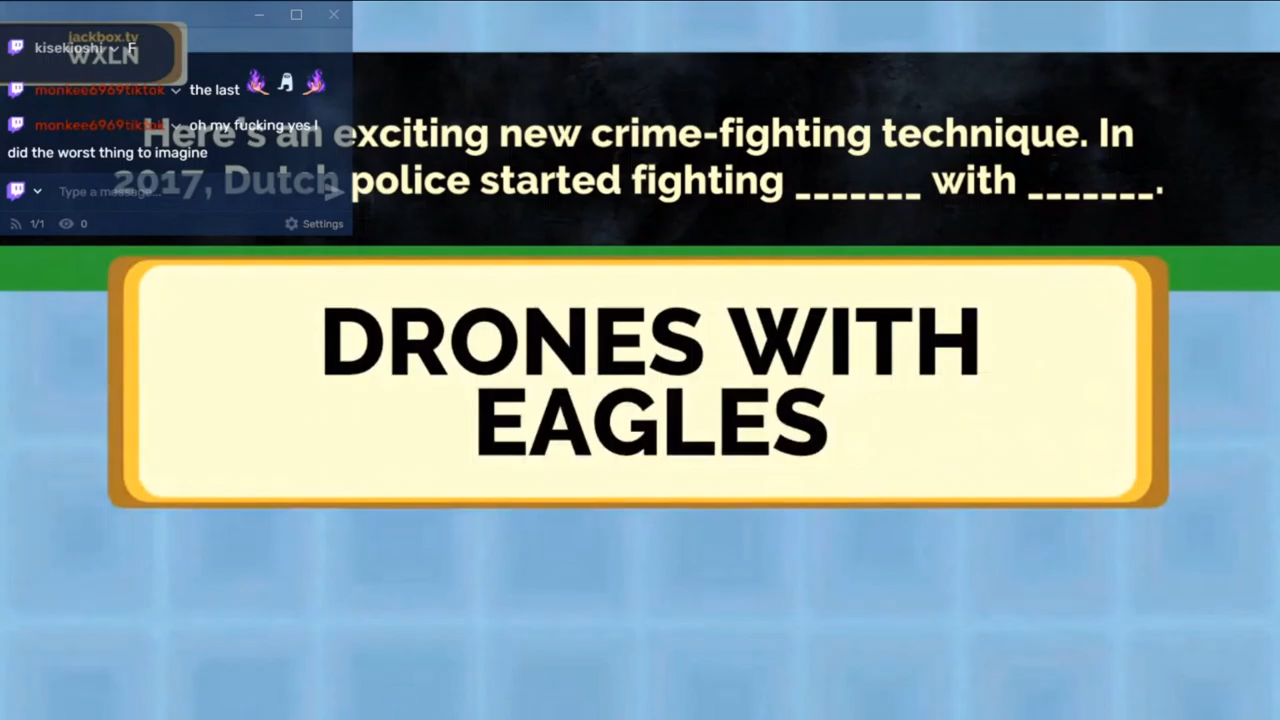 jackbox.tv
WXLN
kisekioshi F
monkee6969tiktok the last
monkee6969tiktok oh my fucking yes I
did the worst thing to imagine
Type a message...
1/1 0 Settings
Here's an exciting new crime-fighting technique. In
2017, Dutch police started fighting _______ with _______.
DRONES WITH
EAGLES